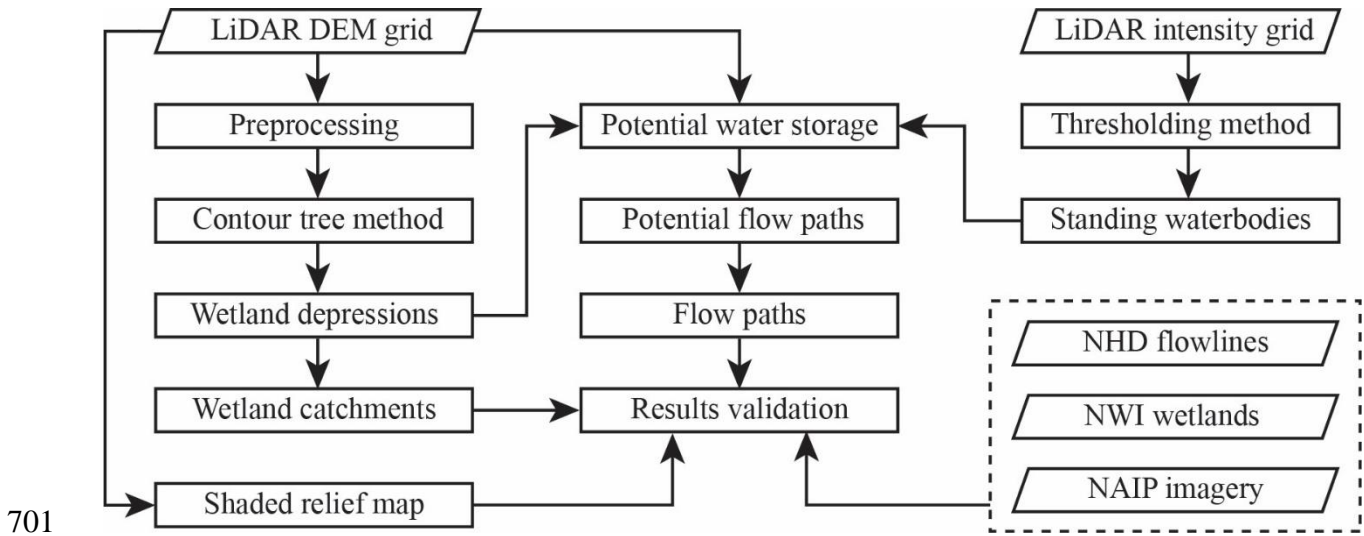 LiDAR DEM grid
LiDAR intensity grid
Preprocessing
Potential water storage
Thresholding method
Contour tree method
Potential flow paths
Standing waterbodies
Wetland depressions
Flow paths
NHD flowlines
Wetland catchments
Results validation
NWI wetlands
Shaded relief map
NAIP imagery
701